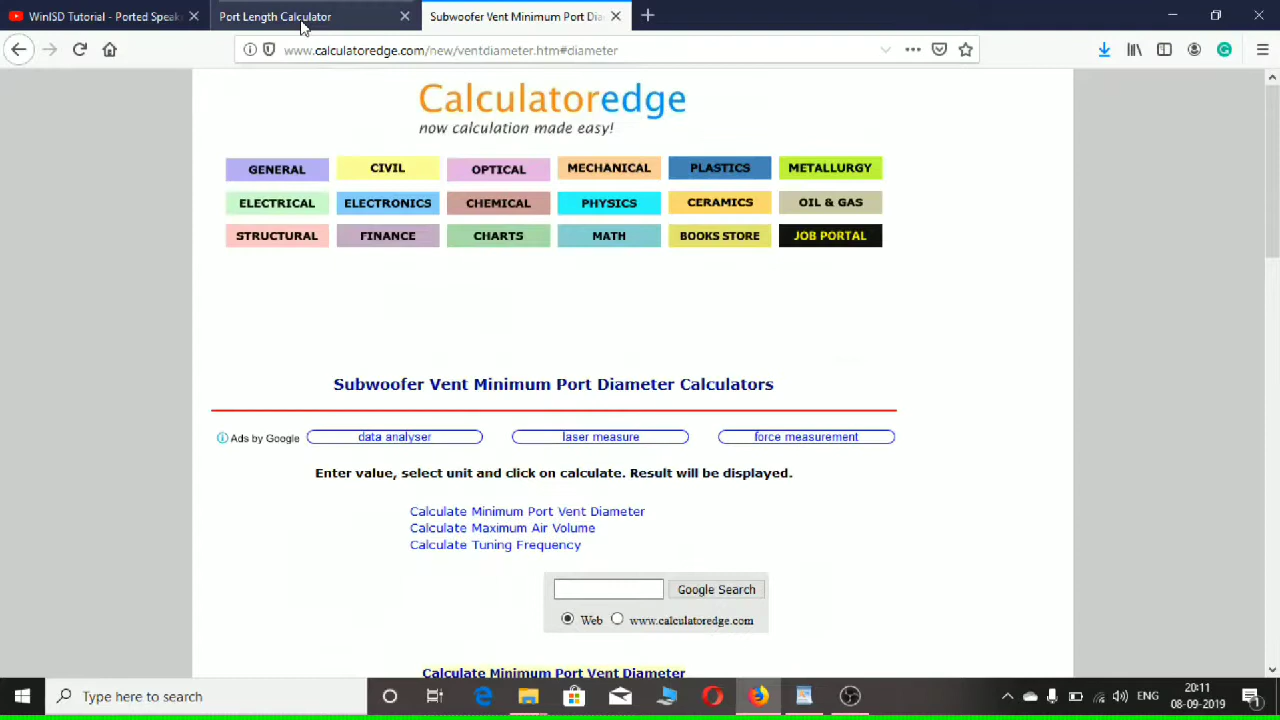 WinISD Tutorial - Ported Speak
Port Length Calculator
Subwoofer Vent Minimum Port Dia
www.calculatoredge.com/new/ventdiameter.htm#diameter
Calculatoredge
now calculation made easy!
GENERAL CIVIL OPTICAL MECHANICAL PLASTICS METALLURGY
ELECTRICAL ELECTRONICS CHEMICAL PHYSICS CERAMICS OIL & GAS
STRUCTURAL FINANCE CHARTS MATH BOOKS STORE JOB PORTAL
Subwoofer Vent Minimum Port Diameter Calculators
Ads by Google data analyser laser measure force measurement
Enter value, select unit and click on calculate. Result will be displayed.
Calculate Minimum Port Vent Diameter
Calculate Maximum Air Volume
Calculate Tuning Frequency
Google Search
Web www.calculatoredge.com
Calculate Minimum Port Vent Diameter
Type here to search
ENG
20:11
08-09-2019
1